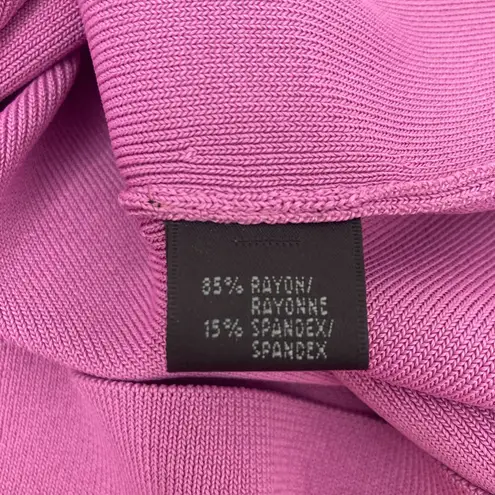 85% RAYON/
RAYONNE
15% SPANDEX/
SPANDEX